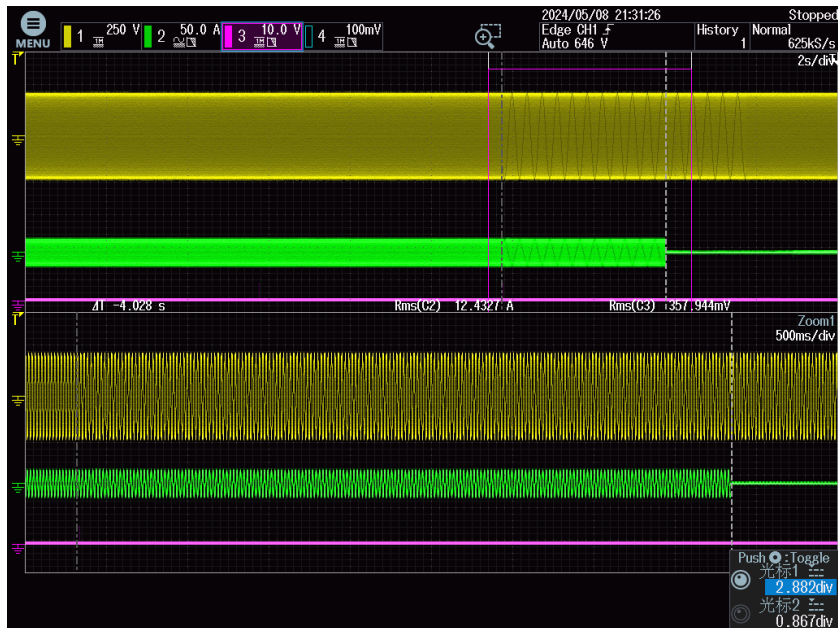 2024/05/08 21:31:26 Stopped
MENU 1 250 V 2 50.0 A 3 10.0 V 4 100mV Edge CH1 History Normal
Auto 646 V 1 625kS/s
T 2s/div
ΔT -4.028 s Rms(C2) 12.4327 A Rms(C3) 357.944mV
T Zoom1
500ms/div
Push :Toggle
光标1
2.882div
光标2
0.867div